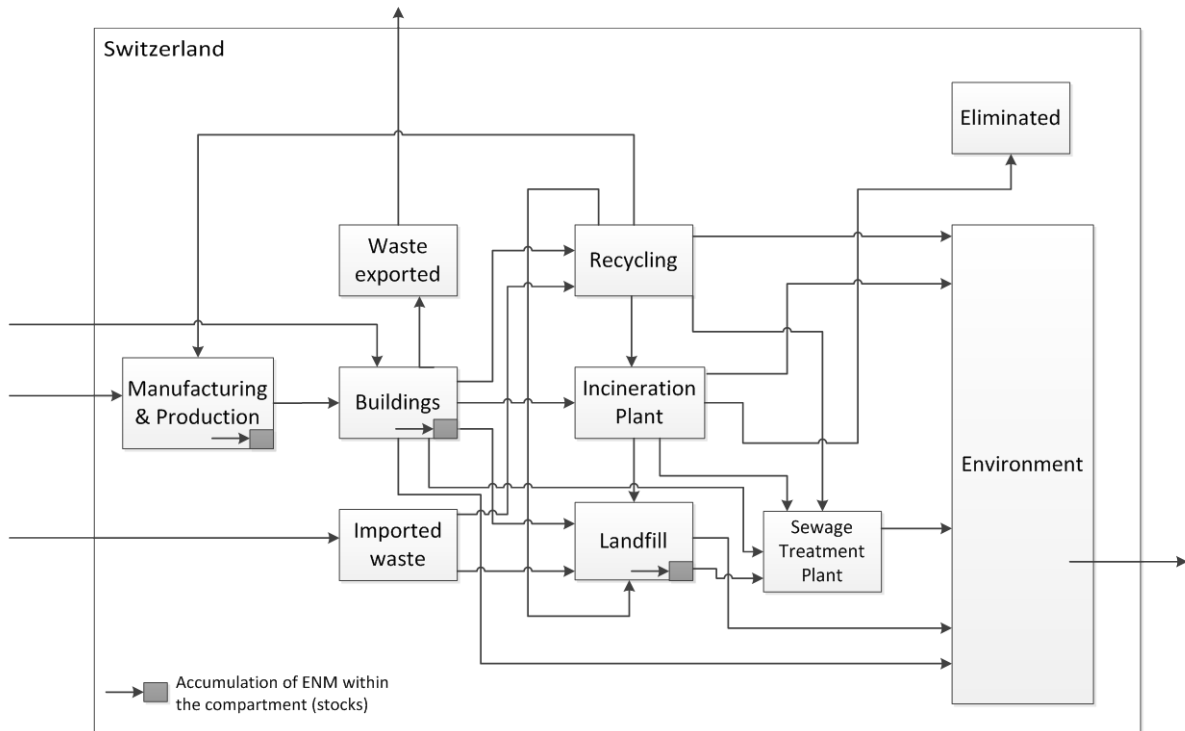 Switzerland
Eliminated
Waste
exported
Recycling
Manufacturing
& Production
Buildings
Incineration
Plant
Environment
Imported
waste
Landfill
Sewage
Treatment
Plant
Accumulation of ENM within
the compartment (stocks)